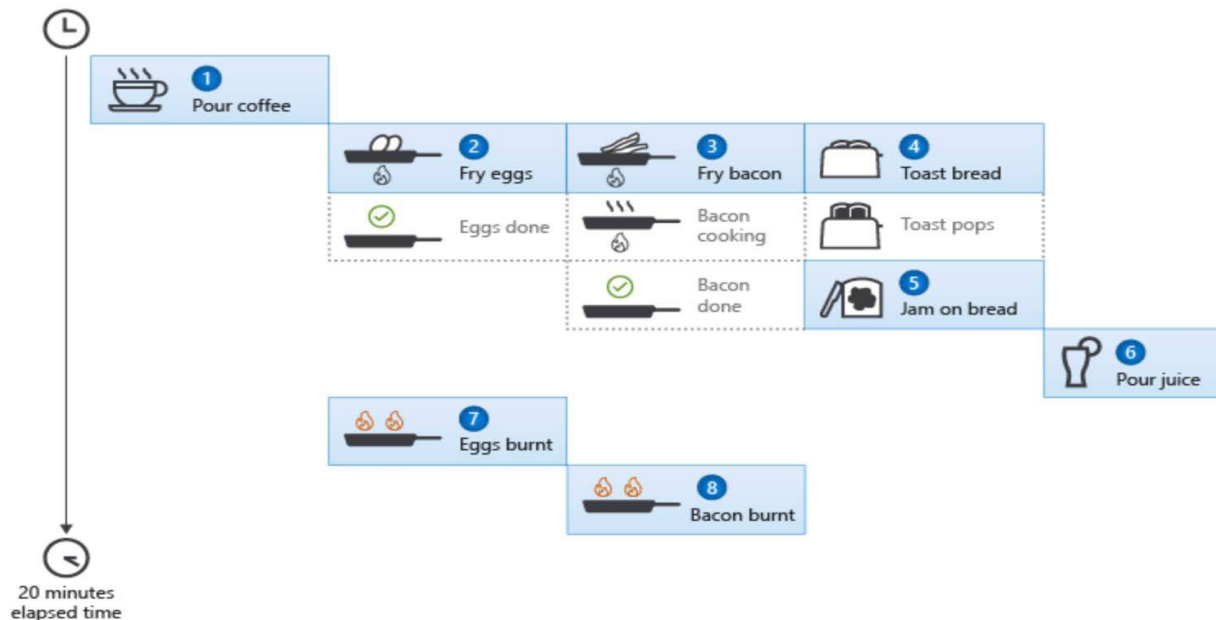 1
Pour coffee
2
Fry eggs
3
Fry bacon
4
Toast bread
Eggs done
Bacon
cooking
Toast pops
Bacon
done
5
Jam on bread
6
Pour juice
7
Eggs burnt
8
Bacon burnt
20 minutes
elapsed time